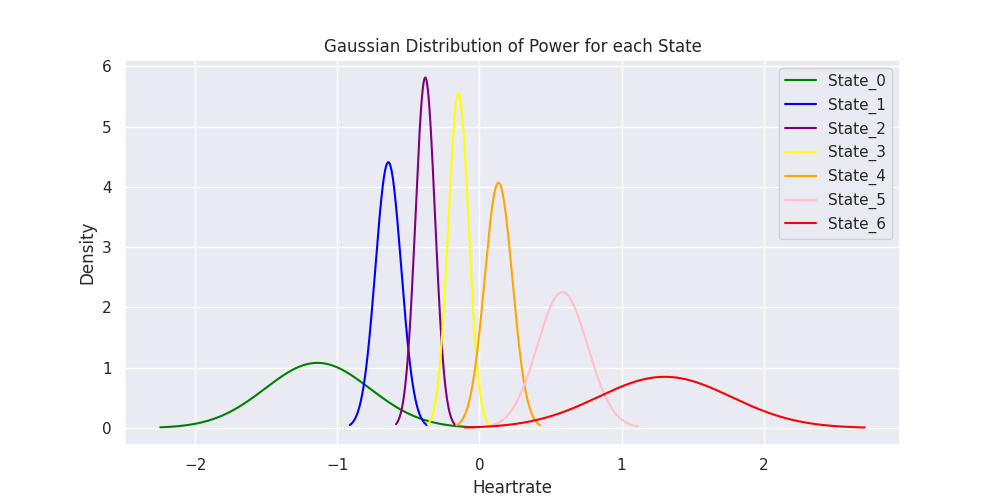 Gaussian Distribution of Power for each State
6
5
4
3
2
1
0
Density
−2
−1
0
1
2
Heartrate
State_0
State_1
State_2
State_3
State_4
State_5
State_6